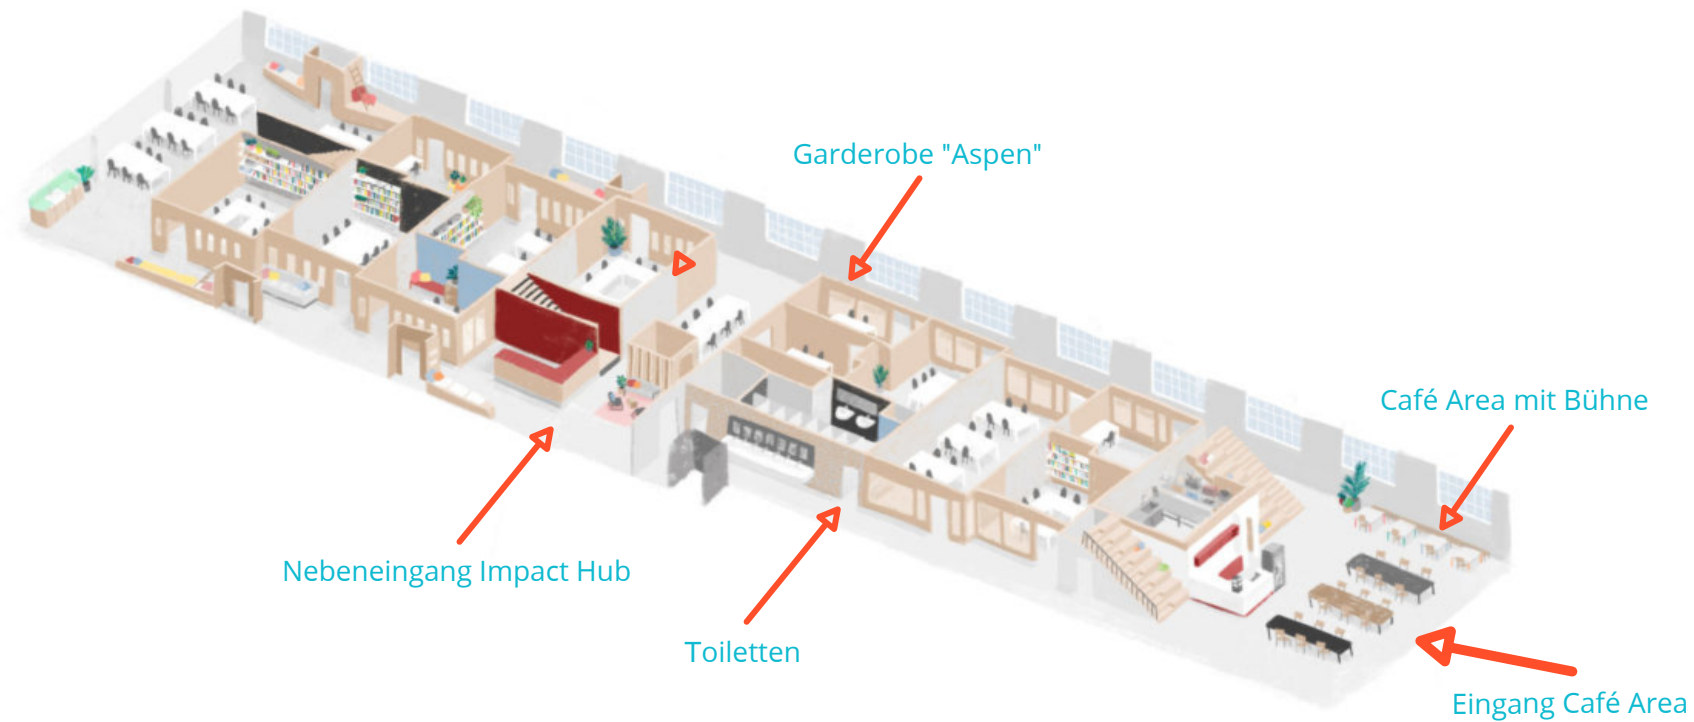 Garderobe "Aspen"
Café Area mit Bühne
Nebeneingang Impact Hub
Toiletten
Eingang Café Area